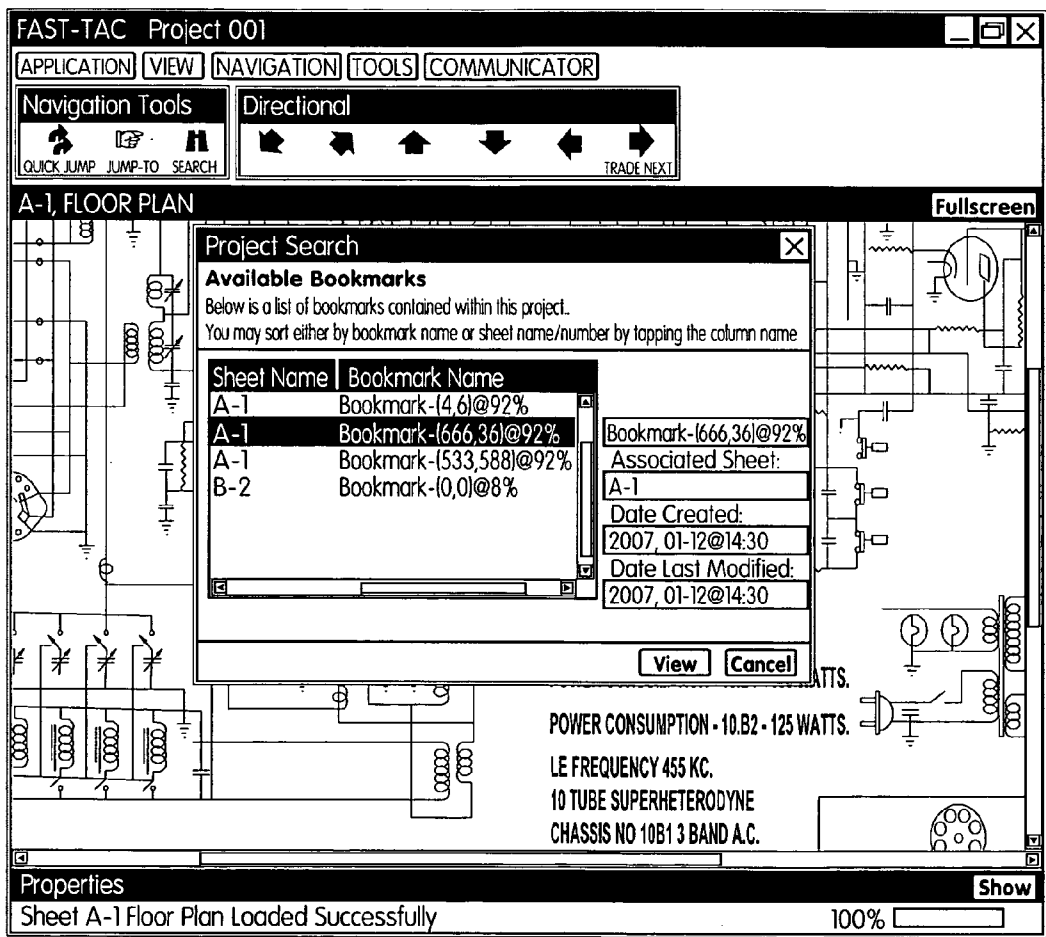 FAST-TAC Project 001
APPLICATION VIEW NAVIGATION TOOLS COMMUNICATOR
Navigation Tools Directional
QUICK JUMP JUMP-TO SEARCH TRADE NEXT
A-1, FLOOR PLAN Fullscreen
Project Search
Available Bookmarks
Below is a list of bookmarks contained within this project..
You may sort either by bookmark name or sheet name/number by tapping the column name
Sheet Name Bookmark Name
A-1 Bookmark-(4,6)@92%
A-1 Bookmark-(666,36)@92% Bookmark-(666,36)@92%
A-1 Bookmark-(533,588)@92% Associated Sheet:
B-2 Bookmark-(0,0)@8% A-1
Date Created:
2007, 01-12@14:30
Date Last Modified:
2007, 01-12@14:30
View Cancel
WATTS.
POWER CONSUMPTION - 10.B2 - 125 WATTS.
LE FREQUENCY 455 KC.
10 TUBE SUPERHETERODYNE
CHASSIS NO 10B1 3 BAND A.C.
Properties Show
Sheet A-1 Floor Plan Loaded Successfully 100%